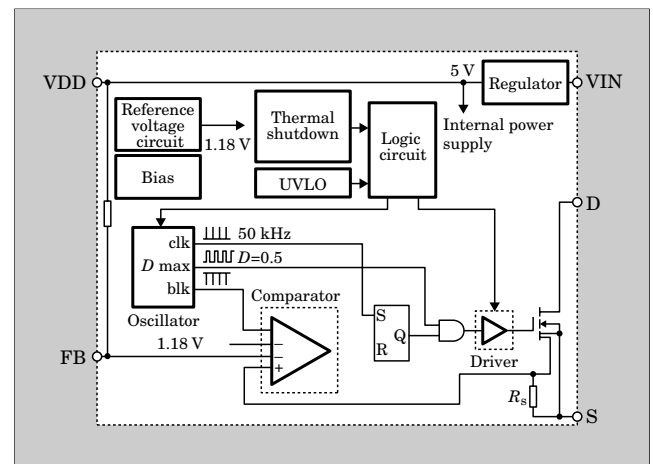 VDD
5 V
Regulator
VIN
Reference
voltage
circuit
1.18 V
Thermal
shutdown
Logic
circuit
Internal power
supply
Bias
UVLO
D
clk
50 kHz
D max
D=0.5
blk
Oscillator
Comparator
1.18 V
FB
−
−
+
S
Q
R
Driver
Rs
S